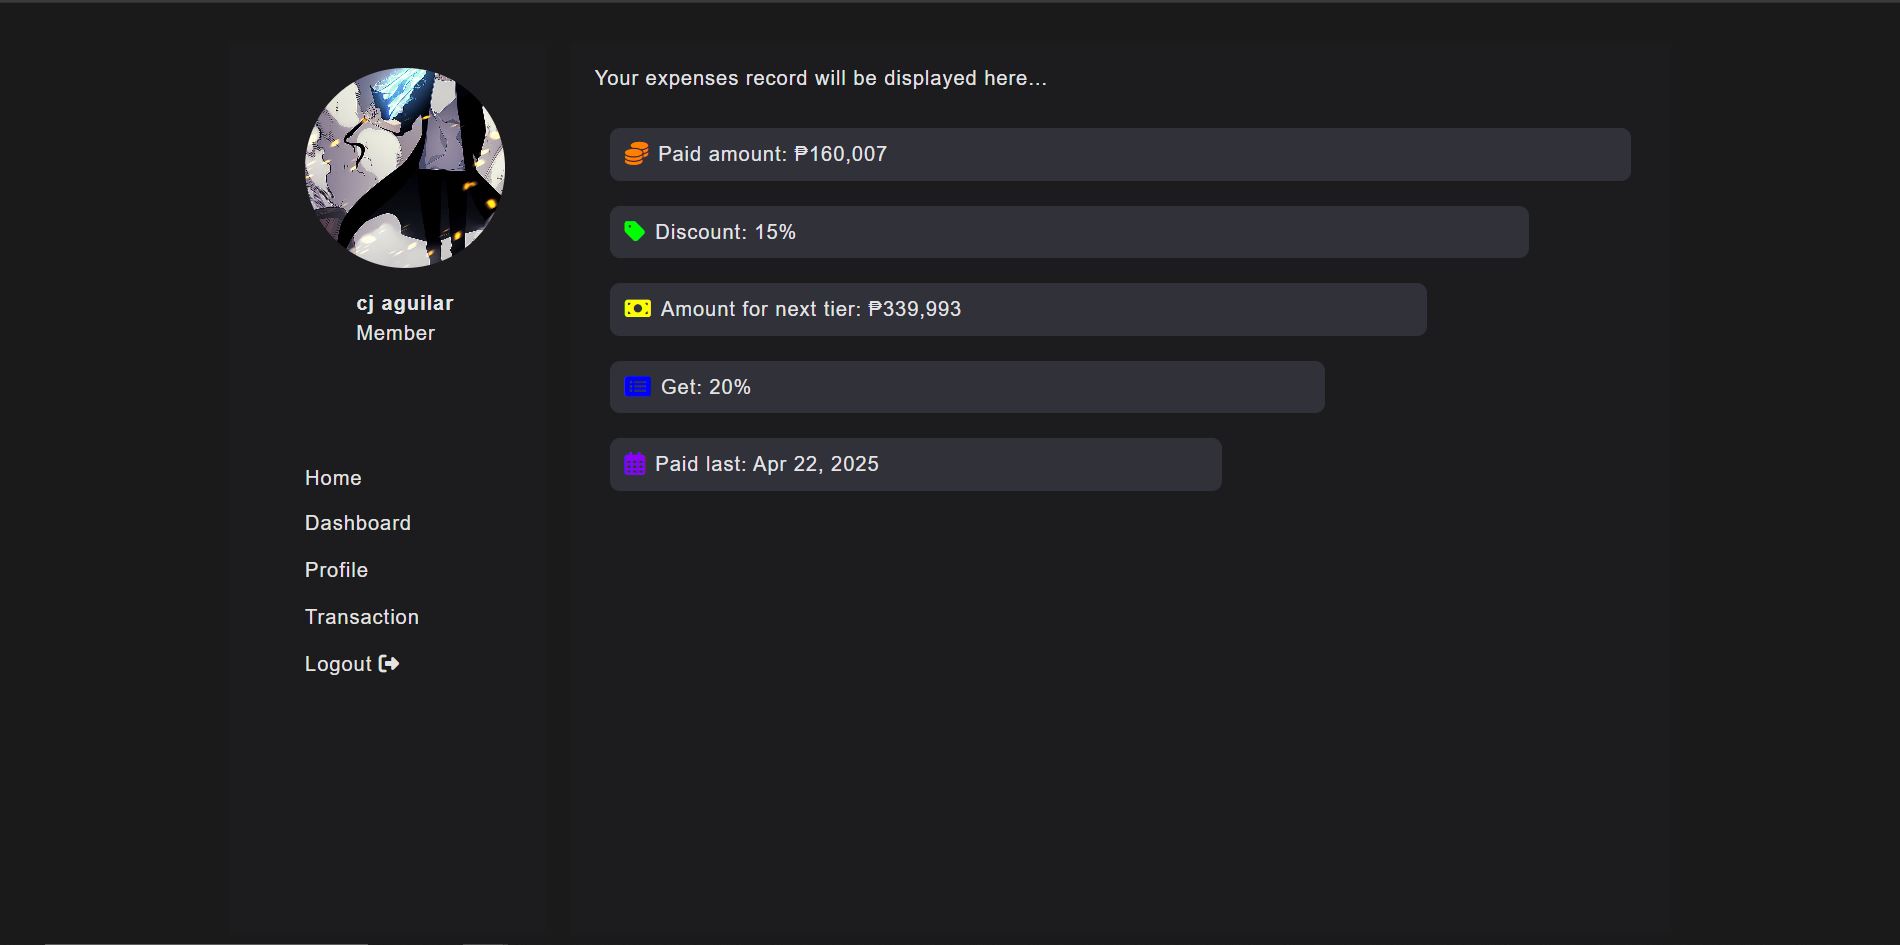 cj aguilar
Member
Home
Dashboard
Profile
Transaction
Logout
Your expenses record will be displayed here...
Paid amount: ₱160,007
Discount: 15%
Amount for next tier: ₱339,993
Get: 20%
Paid last: Apr 22, 2025